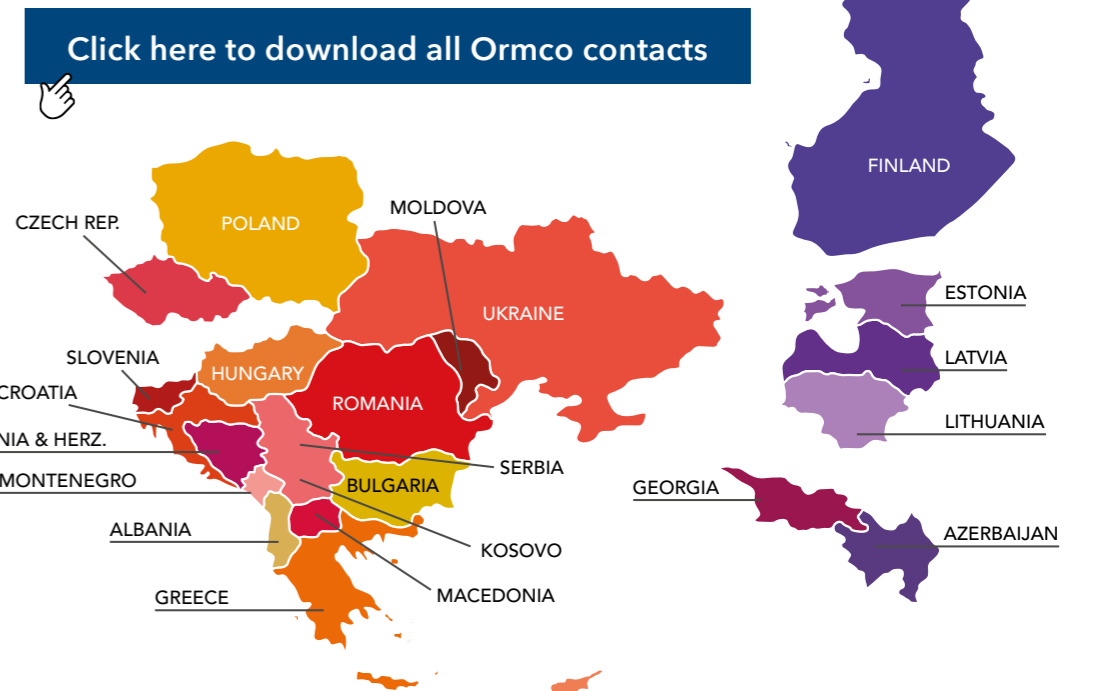 Click here to download all Ormco contacts
FINLAND
MOLDOVA
CZECH REP.
POLAND
ESTONIA
UKRAINE
SLOVENIA
LATVIA
HUNGARY
CROATIA
ROMANIA
LITHUANIA
NIA & HERZ.
SERBIA
MONTENEGRO
BULGARIA
GEORGIA
ALBANIA
AZERBAIJAN
KOSOVO
MACEDONIA
GREECE